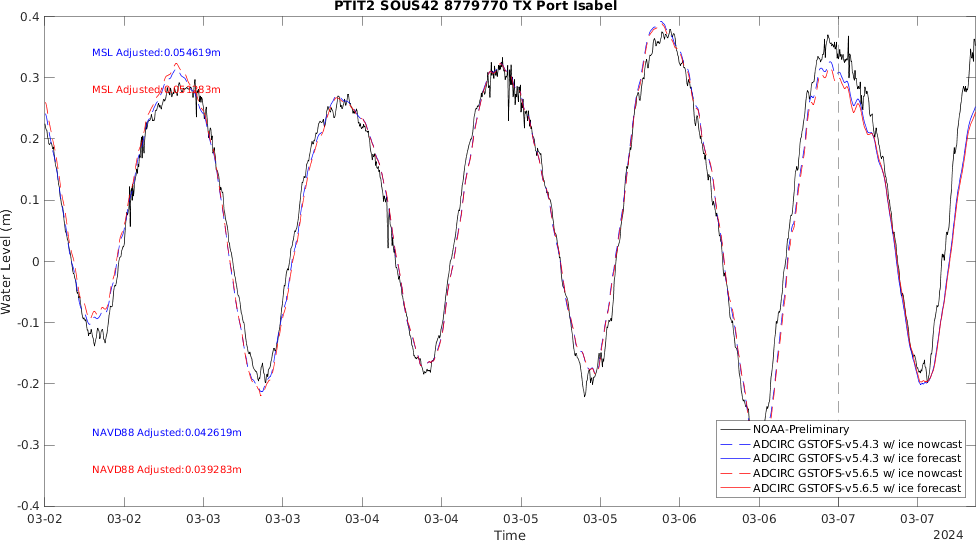 PTIT2 SOUS42 8779770 TX Port Isabel
0.4
0.3
0.2
0.1
0
-0.1
-0.2
-0.3
-0.4
Water Level (m)
MSL Adjusted:0.054619m
MSL Adjusted:
NAVD88 Adjusted:0.042619m
NAVD88 Adjusted:0.039283m
NOAA-Preliminary
ADCIRC GSTOFS-v5.4.3 w/ ice nowcast
ADCIRC GSTOFS-v5.4.3 w/ ice forecast
ADCIRC GSTOFS-v5.6.5 w/ ice nowcast
ADCIRC GSTOFS-v5.6.5 w/ ice forecast
03-02 03-02 03-03 03-03 03-04 03-04 03-05 03-05 03-06 03-06 03-07 03-07
Time
2024